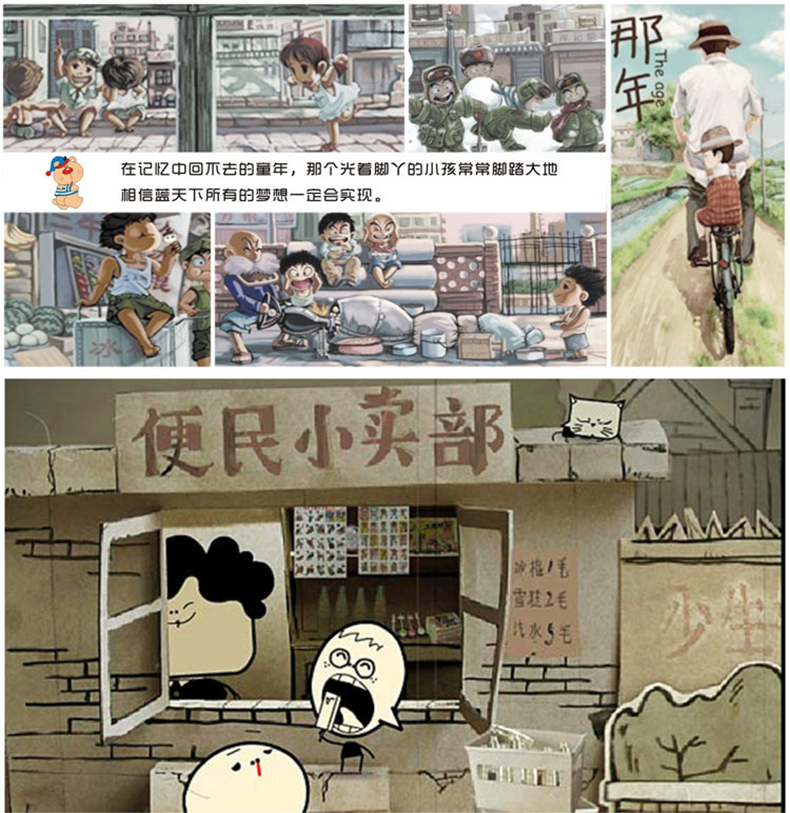 那年
The age
在记忆中回不去的童年，那个光着脚丫的小孩常常脚踏大地
相信蓝天下所有的梦想一定会实现。
冰
便民小卖部
冰棍1毛
雪糕2毛
汽水5毛
少生